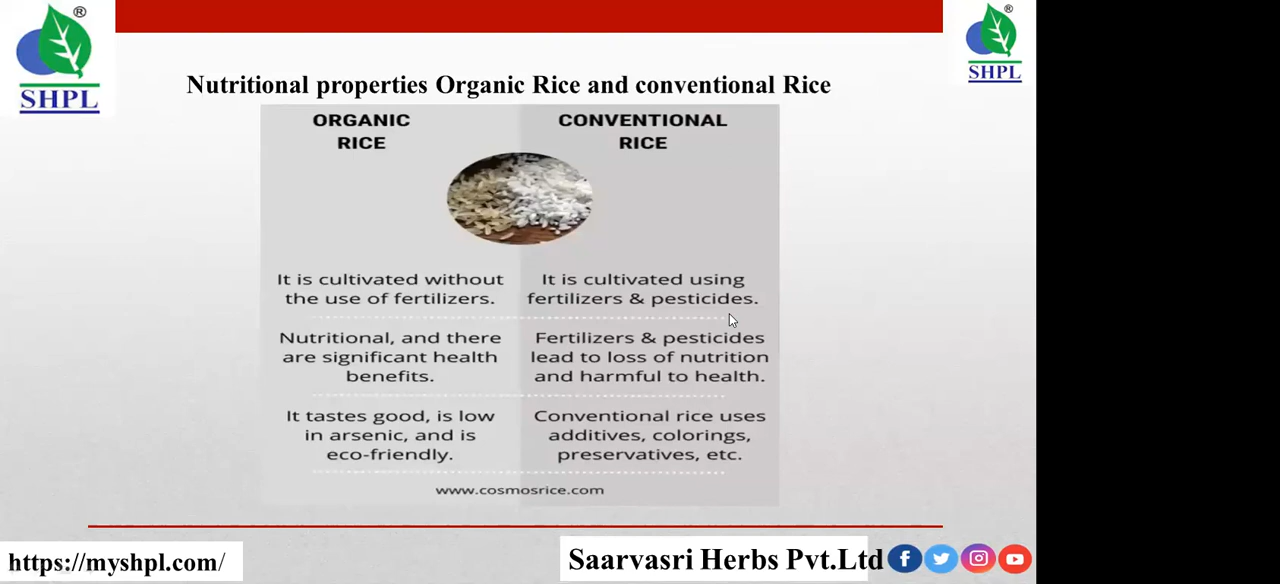 ®
SHPL
®
SHPL
Nutritional properties Organic Rice and conventional Rice
ORGANIC
RICE
CONVENTIONAL
RICE
It is cultivated without
the use of fertilizers.
It is cultivated using
fertilizers & pesticides.
Nutritional, and there
are significant health
benefits.
Fertilizers & pesticides
lead to loss of nutrition
and harmful to health.
It tastes good, is low
in arsenic, and is
eco-friendly.
Conventional rice uses
additives, colorings,
preservatives, etc.
www.cosmosrice.com
https://myshpl.com/
Saarvasri Herbs Pvt.Ltd